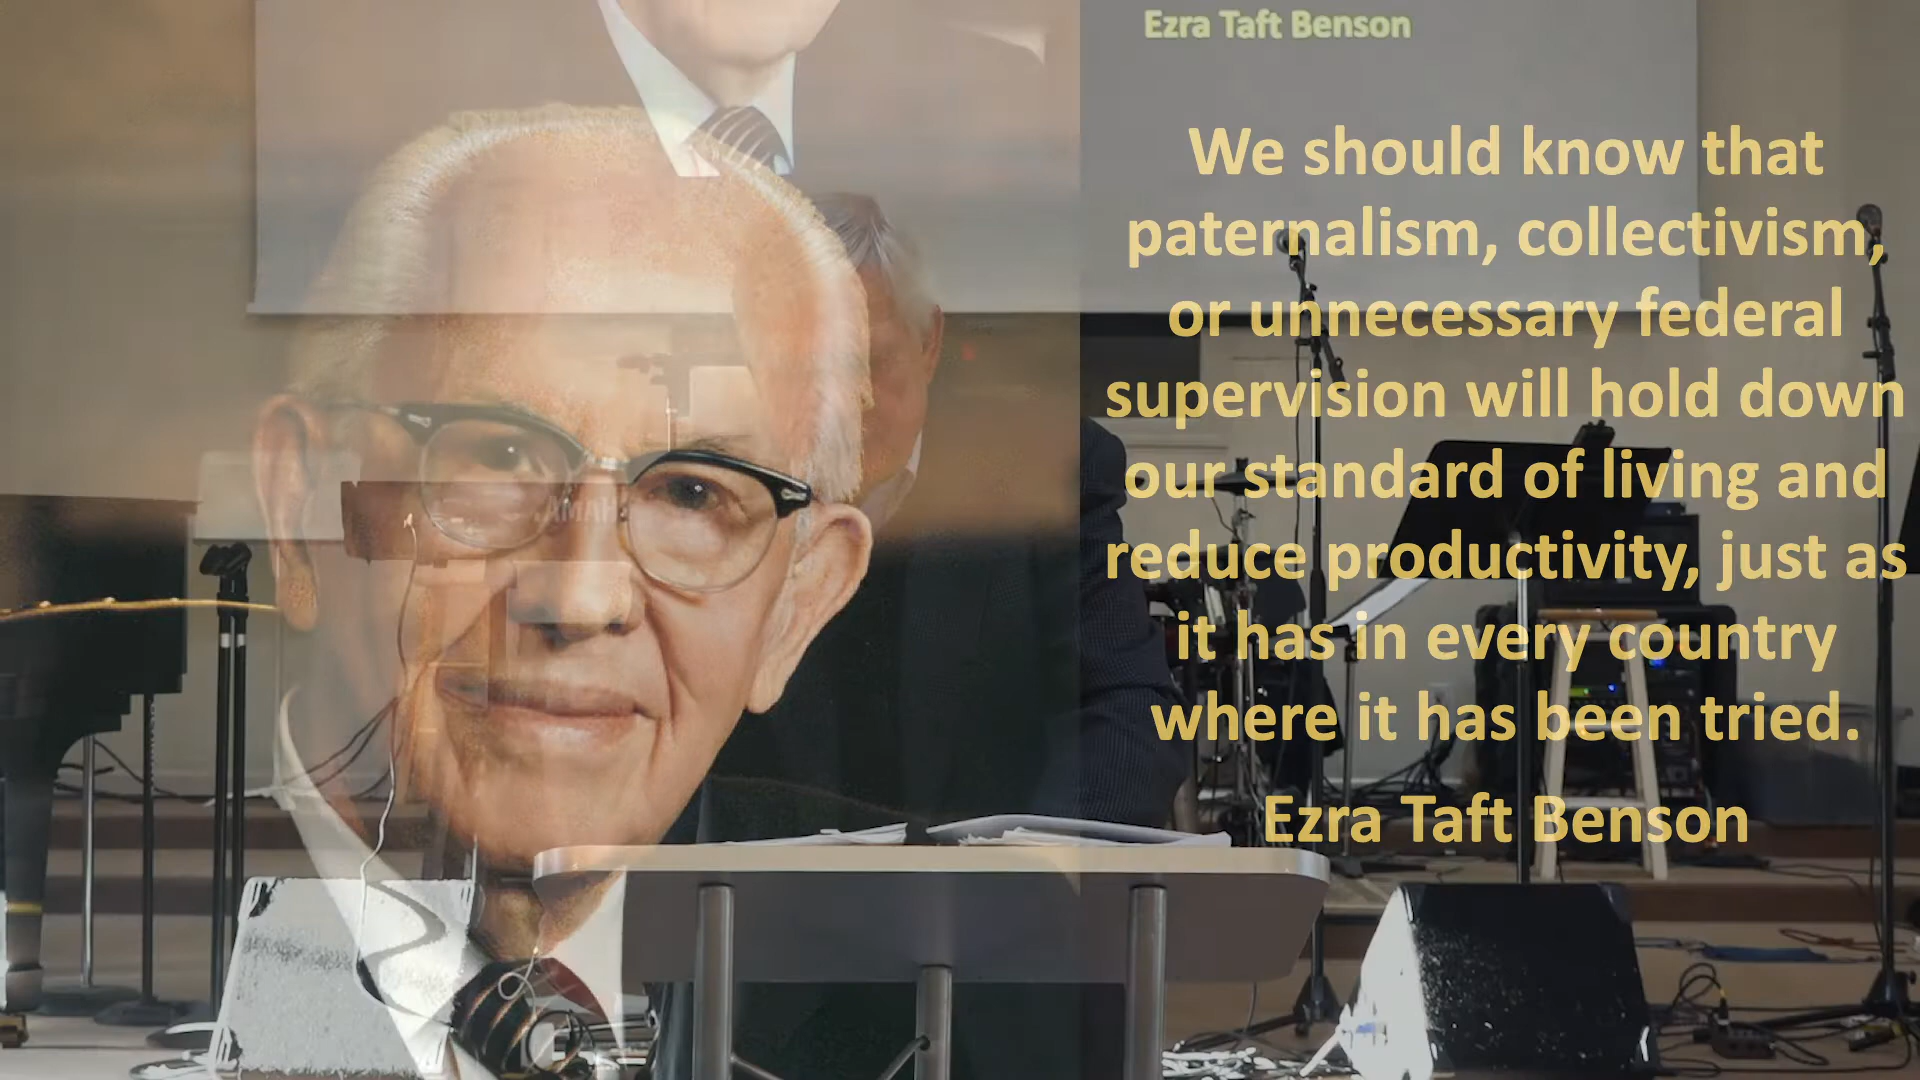 Ezra Taft Benson
We should know that
paternalism, collectivism,
or unnecessary federal
supervision will hold down
our standard of living and
reduce productivity, just as
it has in every country
where it has been tried.
Ezra Taft Benson